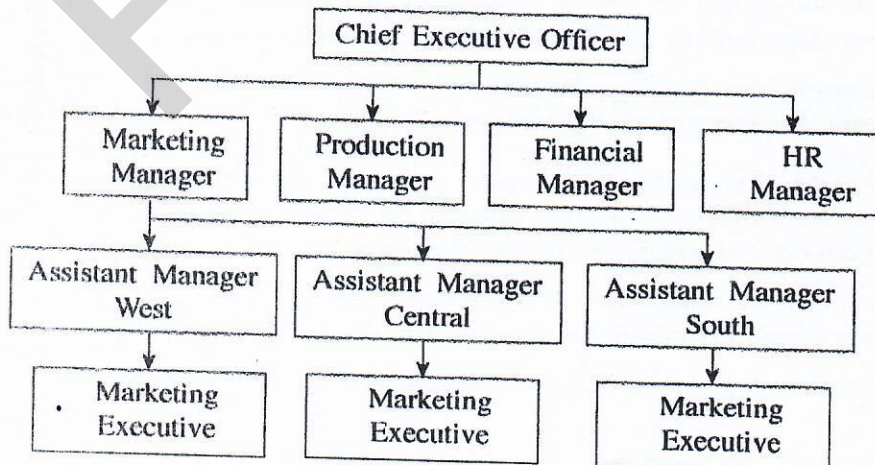 Chief Executive Officer
Marketing
Manager
Production
Manager
Financial
Manager
HR
Manager
Assistant Manager
West
Assistant Manager
Central
Assistant Manager
South
Marketing
Executive
Marketing
Executive
Marketing
Executive